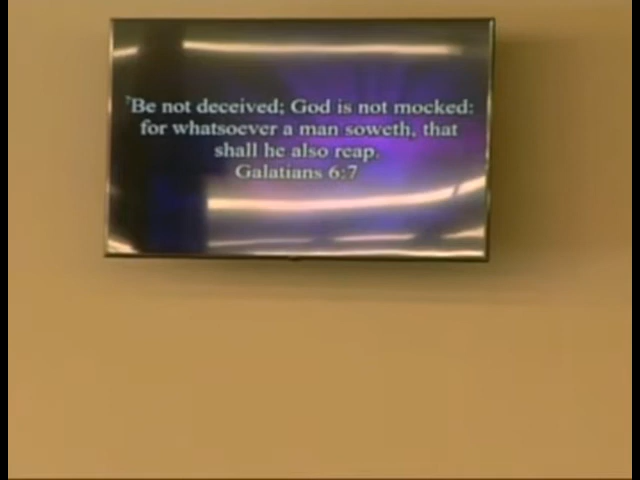 ⁷Be not deceived; God is not mocked:
for whatsoever a man soweth, that
shall he also reap.
Galatians 6:7